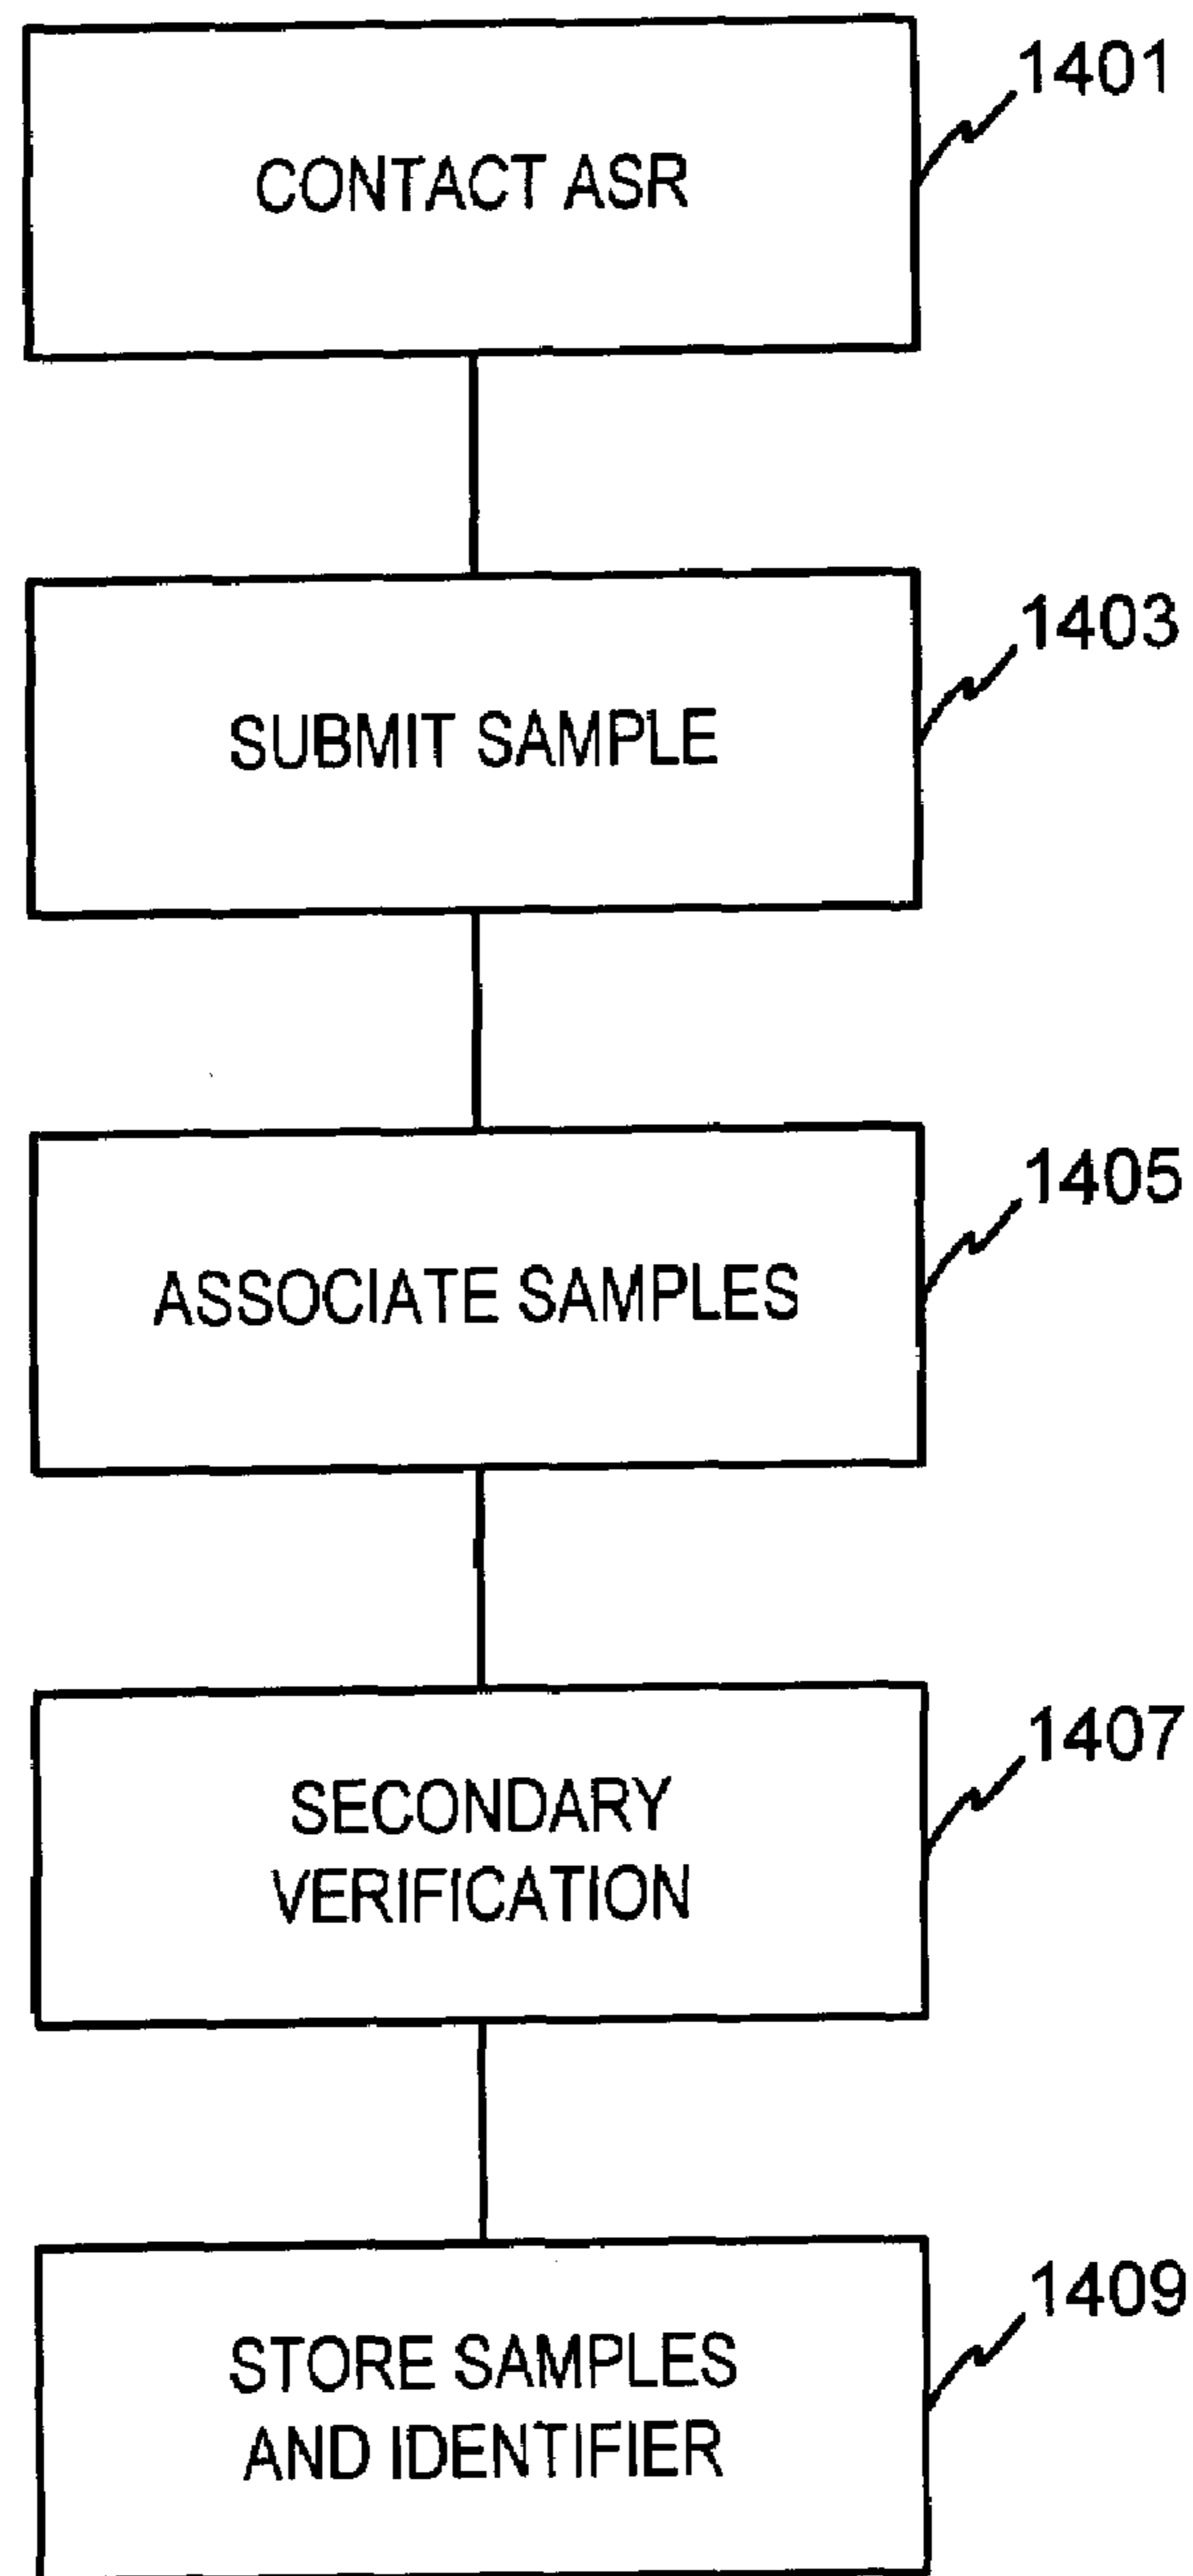 1401
CONTACT ASR
1403
SUBMIT SAMPLE
1405
ASSOCIATE SAMPLES
1407
SECONDARY
VERIFICATION
1409
STORE SAMPLES
AND IDENTIFIER